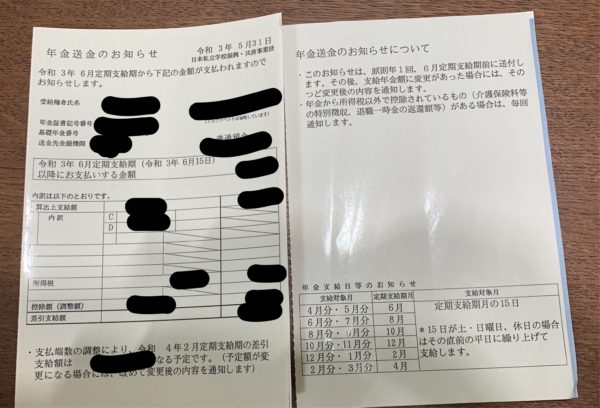 年金送金のお知らせ
令和 3年 5月31日
日本私立学校振興・共済事業団
令和 3年 6月定期支給期から下記の金額が支払われますので
お知らせします。
受給権者氏名
年金証書記号番号
基礎年金番号
送金先金融機関
普通預金
令和 3年 6月定期支給期（令和 3年 6月15日）
以降にお支払いする金額
内訳は以下のとおりです。
算出上支給額
内 訳
C
D
所得税
控除額（調整額）
差引支給額
・支払端数の調整により、令和 4年 2月定期支給期の差引
支給額は
なる予定です。（予定額が
変更になる場合には、改めて変更後の内容を通知します）
年金送金のお知らせについて
・このお知らせは、原則年１回、６月定期支給期前に送付し
ます。その後、支給年金額に変更があった場合には、その
つど変更後の内容を通知します。
・年金から所得税以外で控除されているもの（介護保険料等
の特別徴収、退職一時金の返還額等）がある場合は、毎回
通知します。
年金支給日等のお知らせ
支給対象月 定期支給期月 支給対象月
4月分・ 5月分 6月 定期支給期月の15日
6月分・ 7月分 8月
8月分・ 9月分 10月 ＊15日が土・日曜日、休日の場合
10月分・11月分 12月 はその直前の平日に繰り上げて
12月分・ 1月分 2月 支給します。
2月分・ 3月分 4月